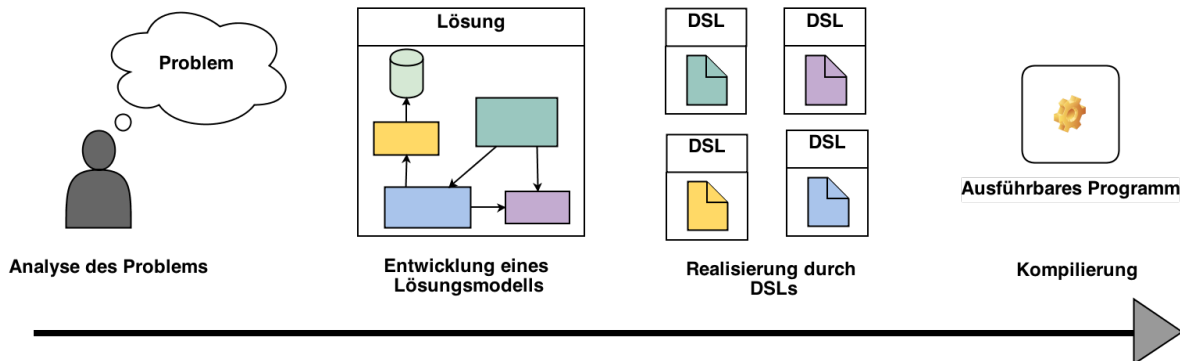 Problem
Analyse des Problems
Lösung
Entwicklung eines
Lösungsmodells
DSL
DSL
DSL
DSL
Realisierung durch
DSLs
Ausführbares Programm
Kompilierung